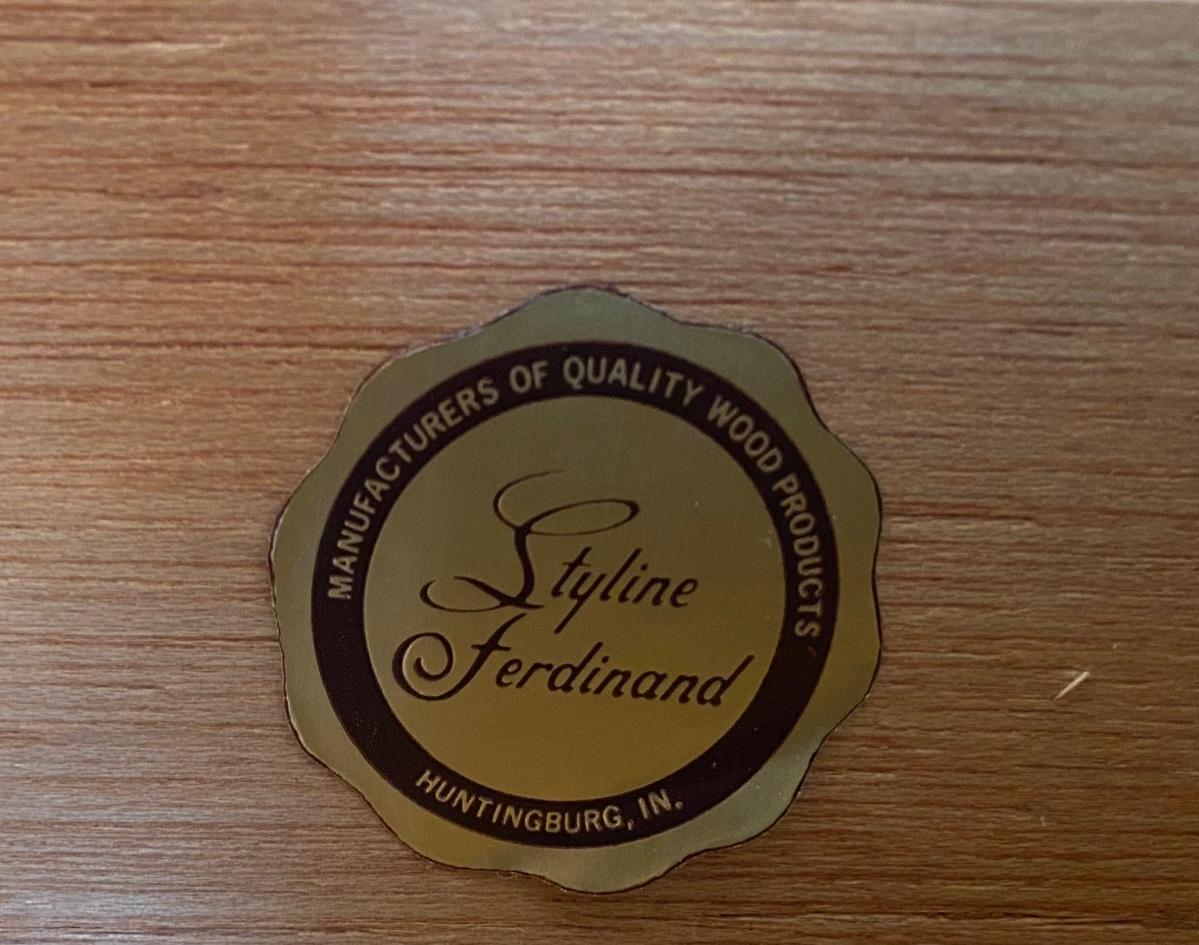 MANUFACTURERS OF QUALITY WOOD PRODUCTS
Styline
Ferdinand
HUNTINGBURG, IN.